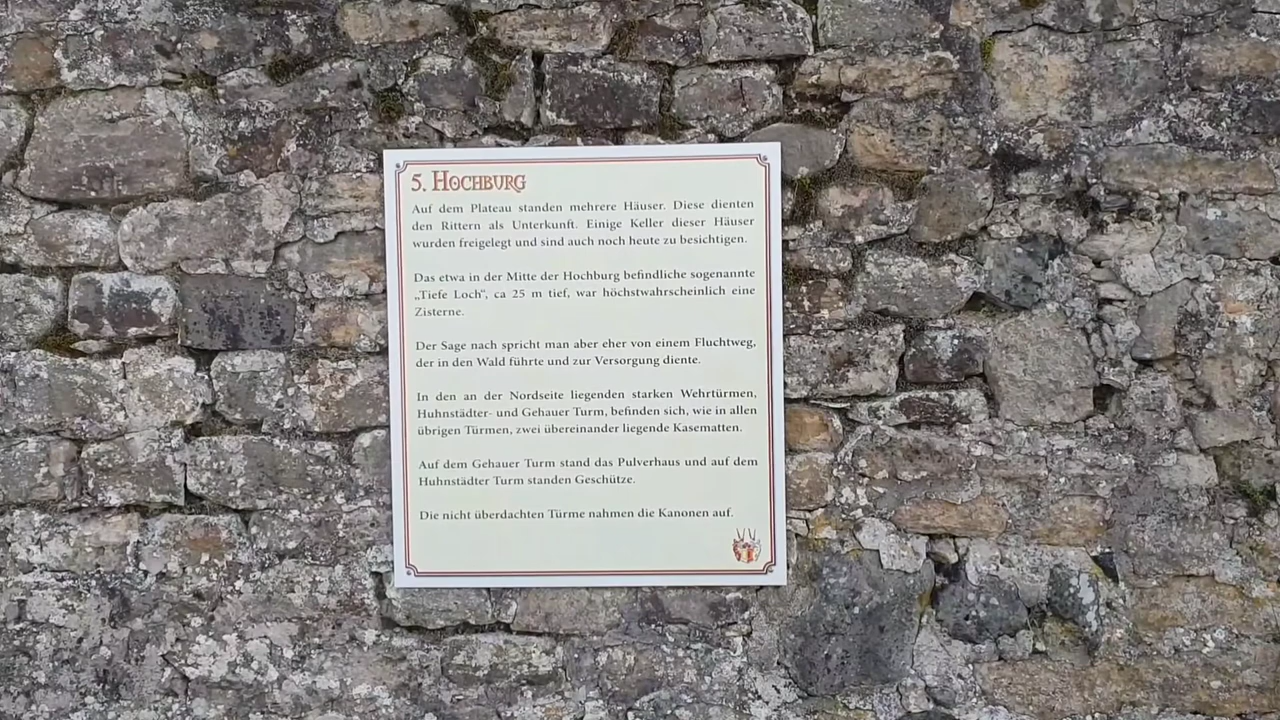 5. Hochburg
Auf dem Plateau standen mehrere Häuser. Diese dienten
den Rittern als Unterkunft. Einige Keller dieser Häuser
wurden freigelegt und sind auch noch heute zu besichtigen.
Das etwa in der Mitte der Hochburg befindliche sogenannte
„Tiefe Loch“, ca 25 m tief, war höchstwahrscheinlich eine
Zisterne.
Der Sage nach spricht man aber eher von einem Fluchtweg,
der in den Wald führte und zur Versorgung diente.
In den an der Nordseite liegenden starken Wehrtürmen,
Huhnstädter- und Gehauer Turm, befinden sich, wie in allen
übrigen Türmen, zwei übereinander liegende Kasematten.
Auf dem Gehauer Turm stand das Pulverhaus und auf dem
Huhnstädter Turm standen Geschütze.
Die nicht überdachten Türme nahmen die Kanonen auf.